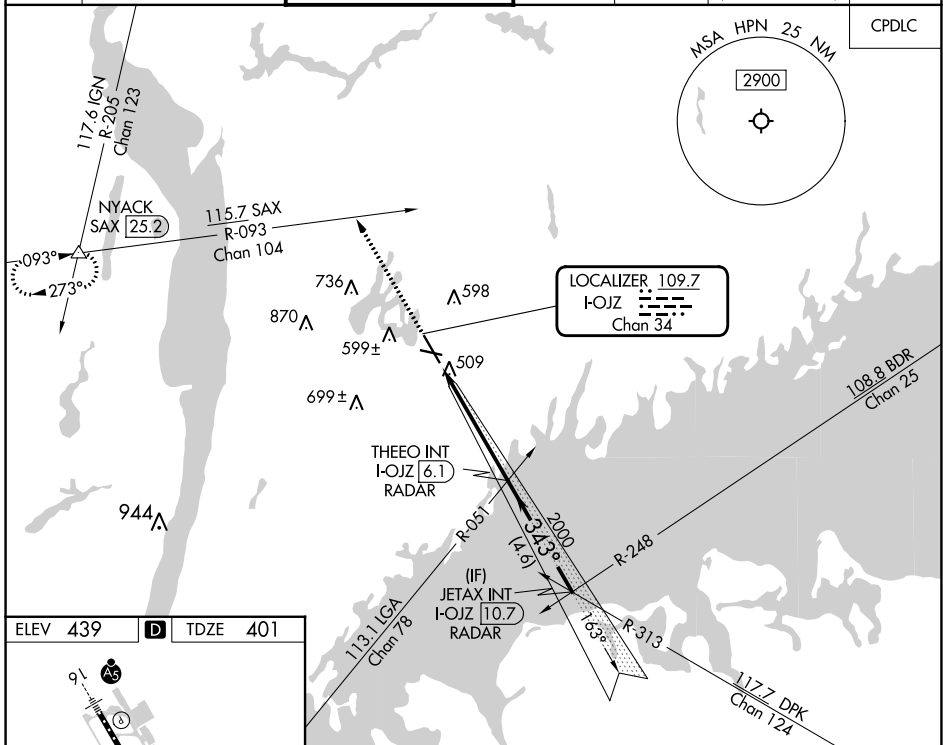 CPDLC
MSA HPN 25 NM
2900
117.6 IGN
R-205
Chan 123
NYACK
SAX 25.2
115.7 SAX
R-093
Chan 104
093°
273°
736
598
870
599±
509
699±
944
LOCALIZER 109.7
I-OJZ
Chan 34
108.8 BDR
Chan 25
R-248
THEEO INT
I-OJZ 6.1
RADAR
R-051
2000
343°
(4.6)
(IF)
JETAX INT
I-OJZ 10.7
RADAR
163°
R-313
113.1 LGA
Chan 78
117.7 DPK
Chan 124
ELEV 439 D TDZE 401
16
A5